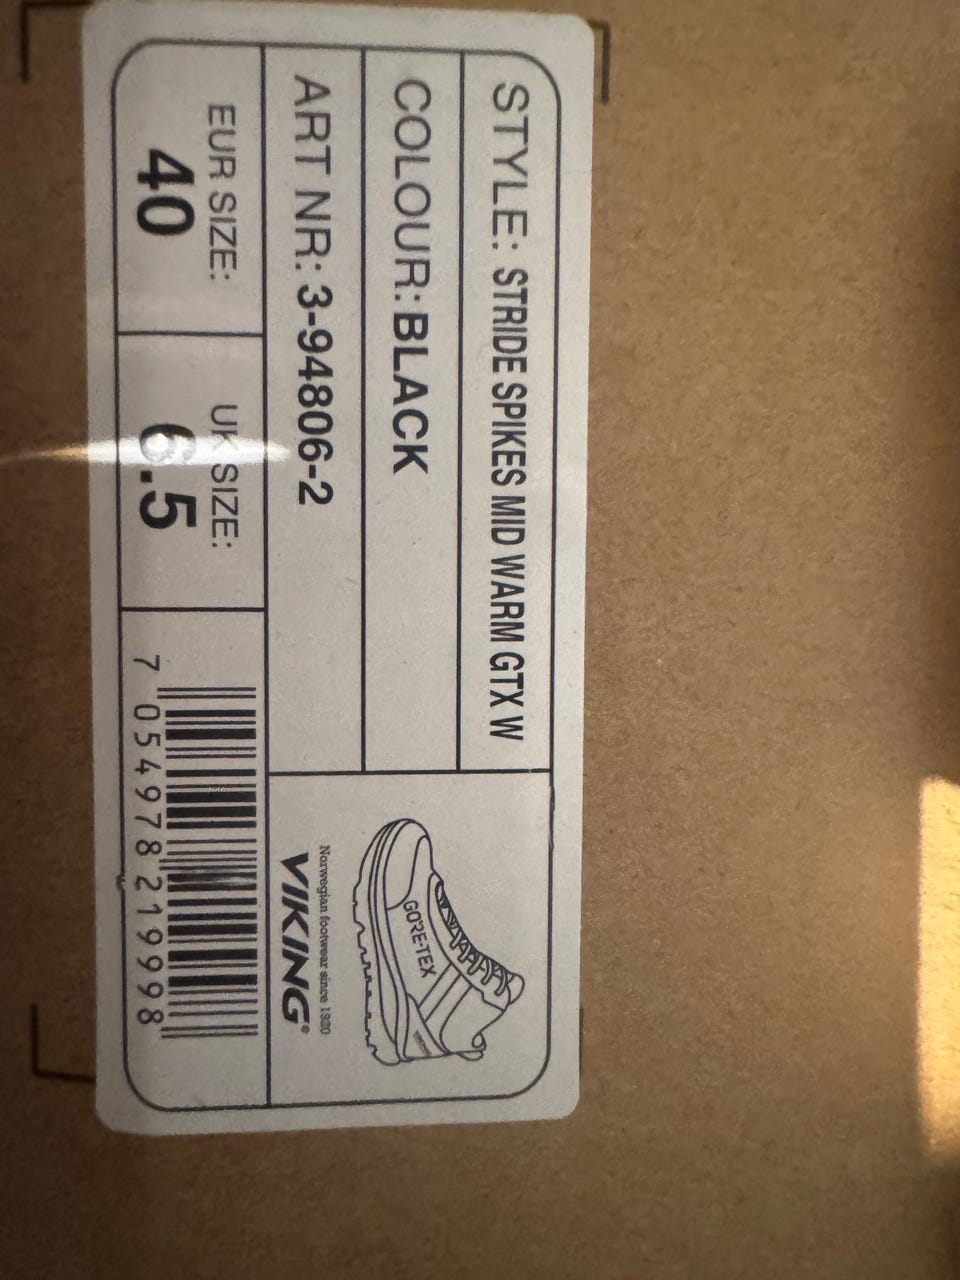 STYLE: STRIDE SPIKES MID WARM GTX W
COLOUR: BLACK
ART NR: 3-94806-2
EUR SIZE:
40
UK SIZE:
6.5
7 054978 219998
GORE-TEX
Norwegian footwear since 1920
VIKING®